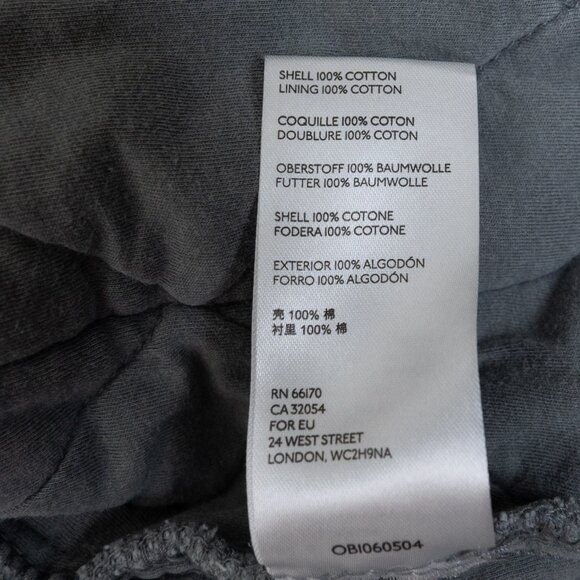 SHELL 100% COTTON
LINING 100% COTTON
COQUILLE 100% COTON
DOUBLURE 100% COTON
OBERSTOFF 100% BAUMWOLLE
FUTTER 100% BAUMWOLLE
SHELL 100% COTONE
FODERA 100% COTONE
EXTERIOR 100% ALGODÓN
FORRO 100% ALGODÓN
壳 100% 棉
衬里 100% 棉
RN 66170
CA 32054
FOR EU
24 WEST STREET
LONDON, WC2H9NA
OB1060504